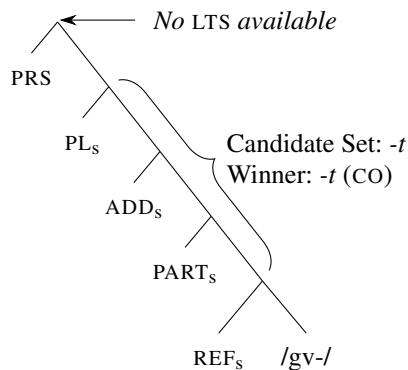 No LTS available
PRS
PLs
Candidate Set: -t
Winner: -t (CO)
ADDs
PARTs
REFs /gv-/